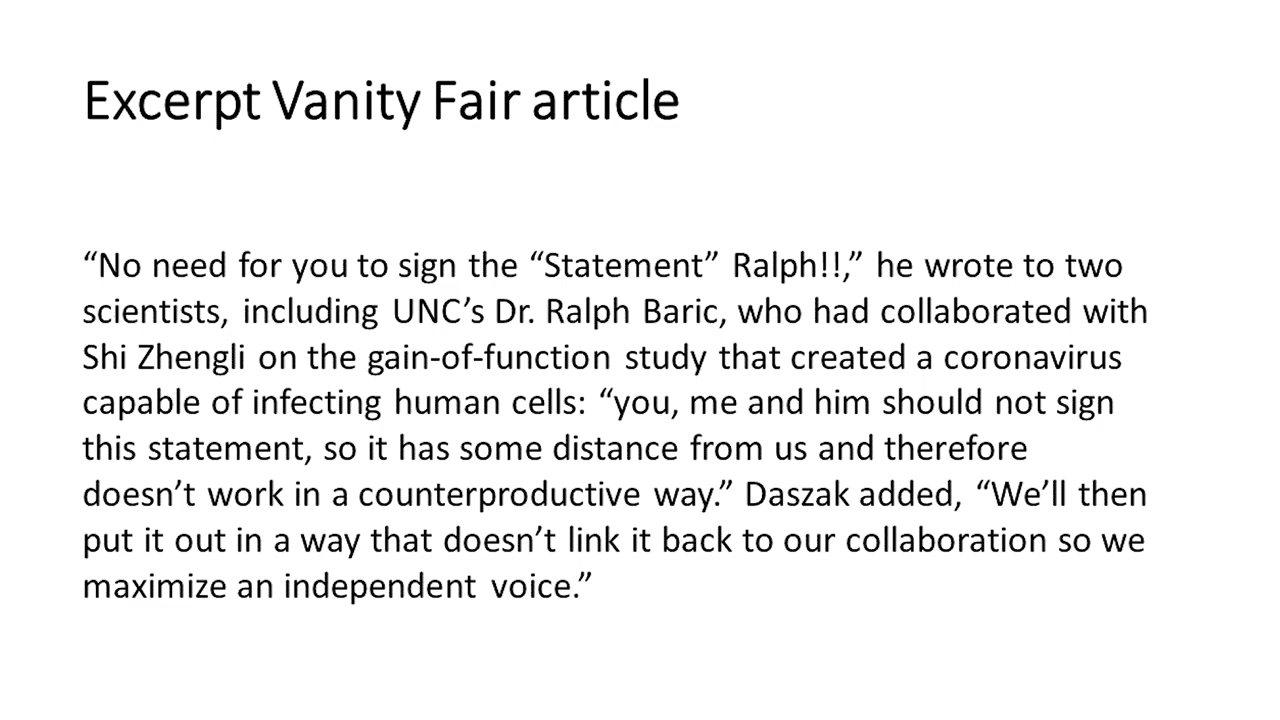 Excerpt Vanity Fair article
“No need for you to sign the “Statement” Ralph!!,” he wrote to two
scientists, including UNC’s Dr. Ralph Baric, who had collaborated with
Shi Zhengli on the gain-of-function study that created a coronavirus
capable of infecting human cells: “you, me and him should not sign
this statement, so it has some distance from us and therefore
doesn’t work in a counterproductive way.” Daszak added, “We’ll then
put it out in a way that doesn’t link it back to our collaboration so we
maximize an independent voice.”